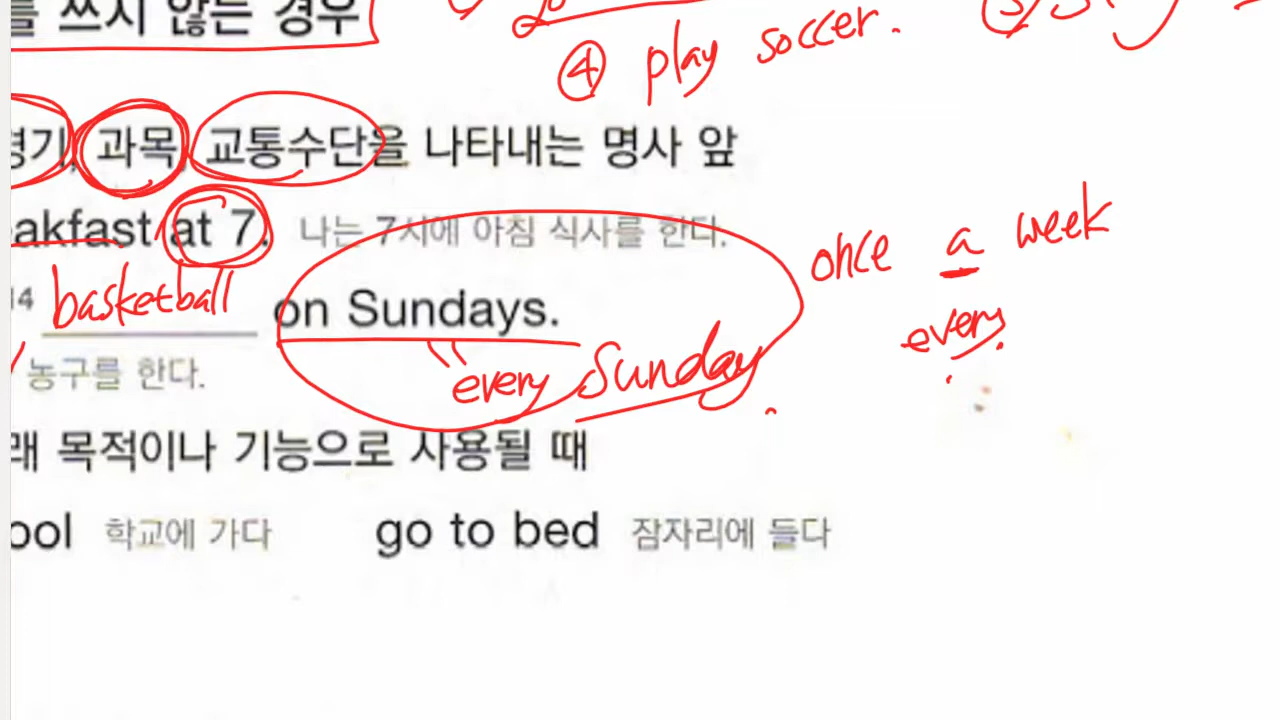 를 쓰지 않는 경우
④ play soccer.
경기, 과목, 교통수단을 나타내는 명사 앞
eakfast at 7. 나는 7시에 아침 식사를 한다.
once a week
14 basketball on Sundays.
every
농구를 한다.
every Sunday.
래 목적이나 기능으로 사용될 때
ool 학교에 가다 go to bed 잠자리에 들다